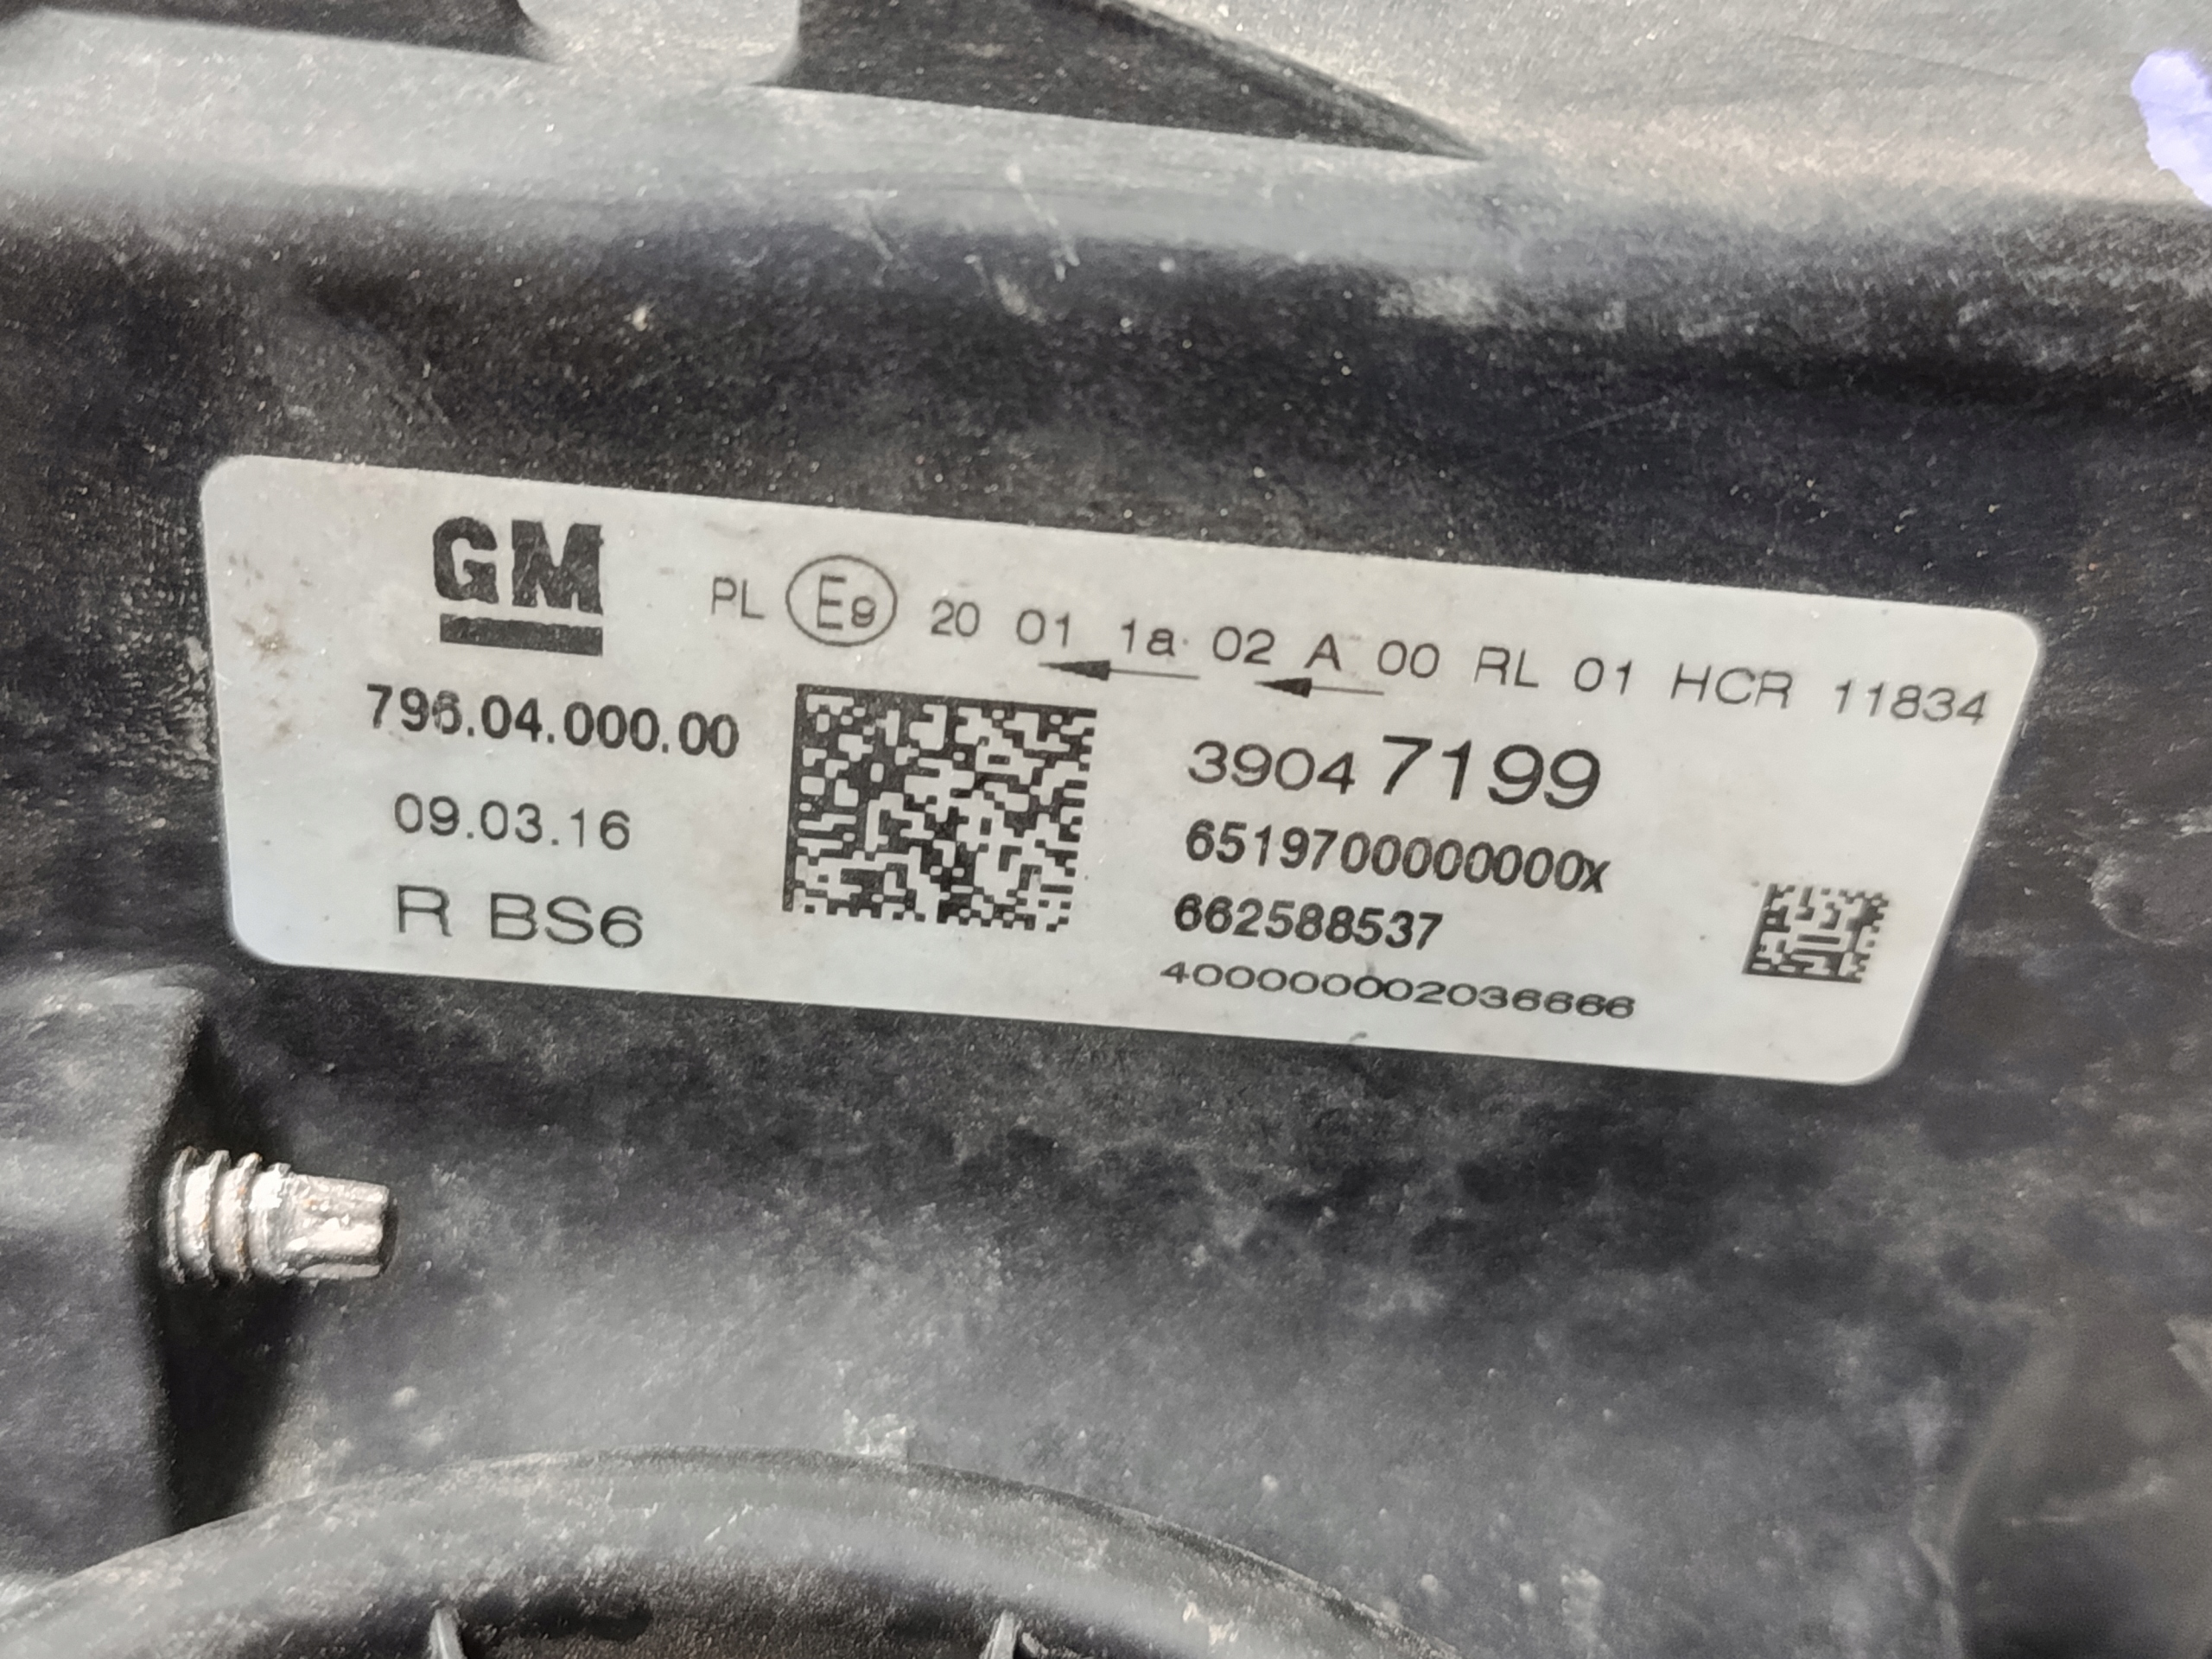 GM
PL E9 20 01 1a 02 A 00 RL 01 HCR 11834
796.04.000.00
39047199
09.03.16
6519700000000x
R BS6
662588537
400000002036666